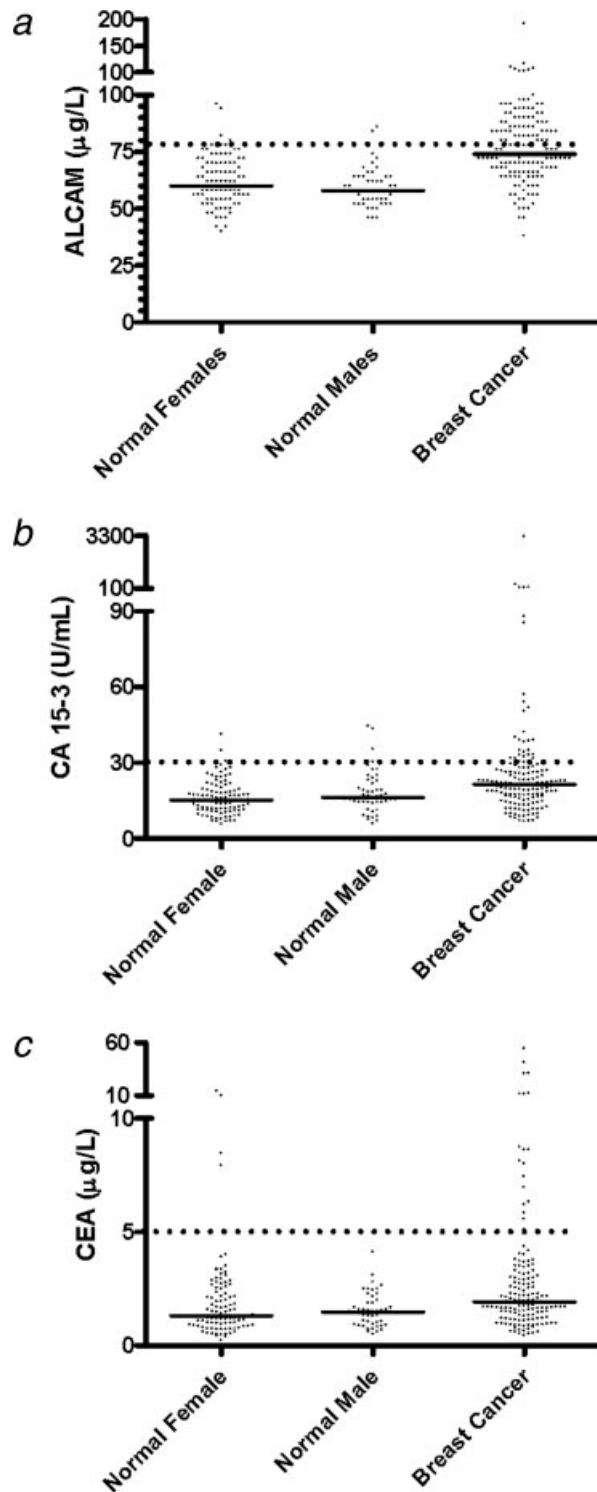 a
200
150
100
100
75
50
25
0
ALCAM (μg/L)
Normal Females
Normal Males
Breast Cancer
b
3300
100
90
60
30
0
CA 15-3 (U/mL)
Normal Female
Normal Male
Breast Cancer
c
60
10
10
5
0
CEA (μg/L)
Normal Female
Normal Male
Breast Cancer